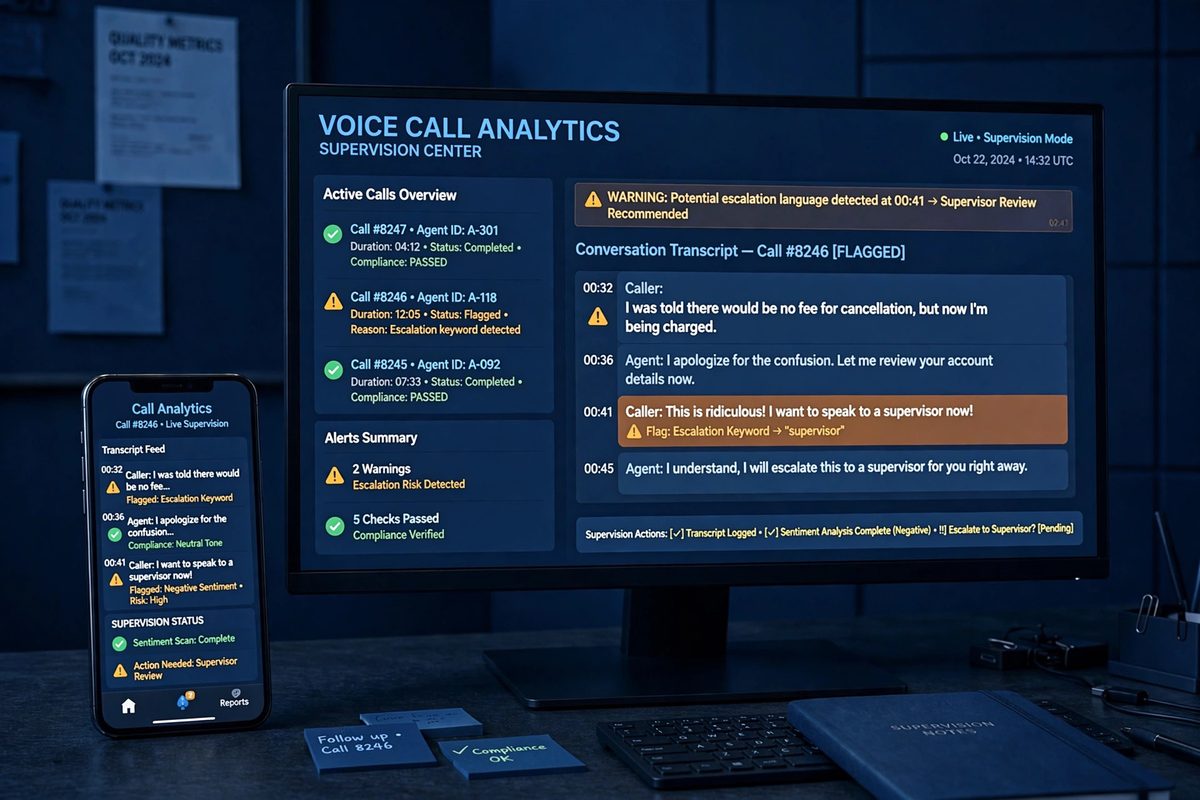 QUALITY METRICS
OCT 2024
QUALITY METRICS
OCT 2024
VOICE CALL ANALYTICS
SUPERVISION CENTER
Live • Supervision Mode
Oct 22, 2024 • 14:32 UTC
Active Calls Overview
Call #8247 • Agent ID: A-301
Duration: 04:12 • Status: Completed •
Compliance: PASSED
Call #8246 • Agent ID: A-118
Duration: 12:05 • Status: Flagged •
Reason: Escalation keyword detected
Call #8245 • Agent ID: A-092
Duration: 07:33 • Status: Completed •
Compliance: PASSED
Alerts Summary
2 Warnings
Escalation Risk Detected
5 Checks Passed
Compliance Verified
WARNING: Potential escalation language detected at 00:41 → Supervisor Review
Recommended
02:41
Conversation Transcript — Call #8246 [FLAGGED]
00:32 Caller:
I was told there would be no fee for cancellation, but now I'm
being charged.
00:36 Agent: I apologize for the confusion. Let me review your account
details now.
00:41 Caller: This is ridiculous! I want to speak to a supervisor now!
Flag: Escalation Keyword → "supervisor"
00:45 Agent: I understand, I will escalate this to a supervisor for you right away.
Supervision Actions: [✓] Transcript Logged • [✓] Sentiment Analysis Complete (Negative) • !!] Escalate to Supervisor? [Pending]
Call Analytics
Call #8246 • Live Supervision
Transcript Feed
00:32 Caller: I was told there would
be no fee...
Flagged: Escalation Keyword
00:36 Agent: I apologize for the
confusion...
Compliance: Neutral Tone
00:41 Caller: I want to speak to a
supervisor now!
Flagged: Negative Sentiment •
Risk: High
SUPERVISION STATUS
Sentiment Scan: Complete
Action Needed: Supervisor
Review
2
Reports
Follow up •
Call 8246
✓ Compliance
OK
SUPERVISION
NOTES